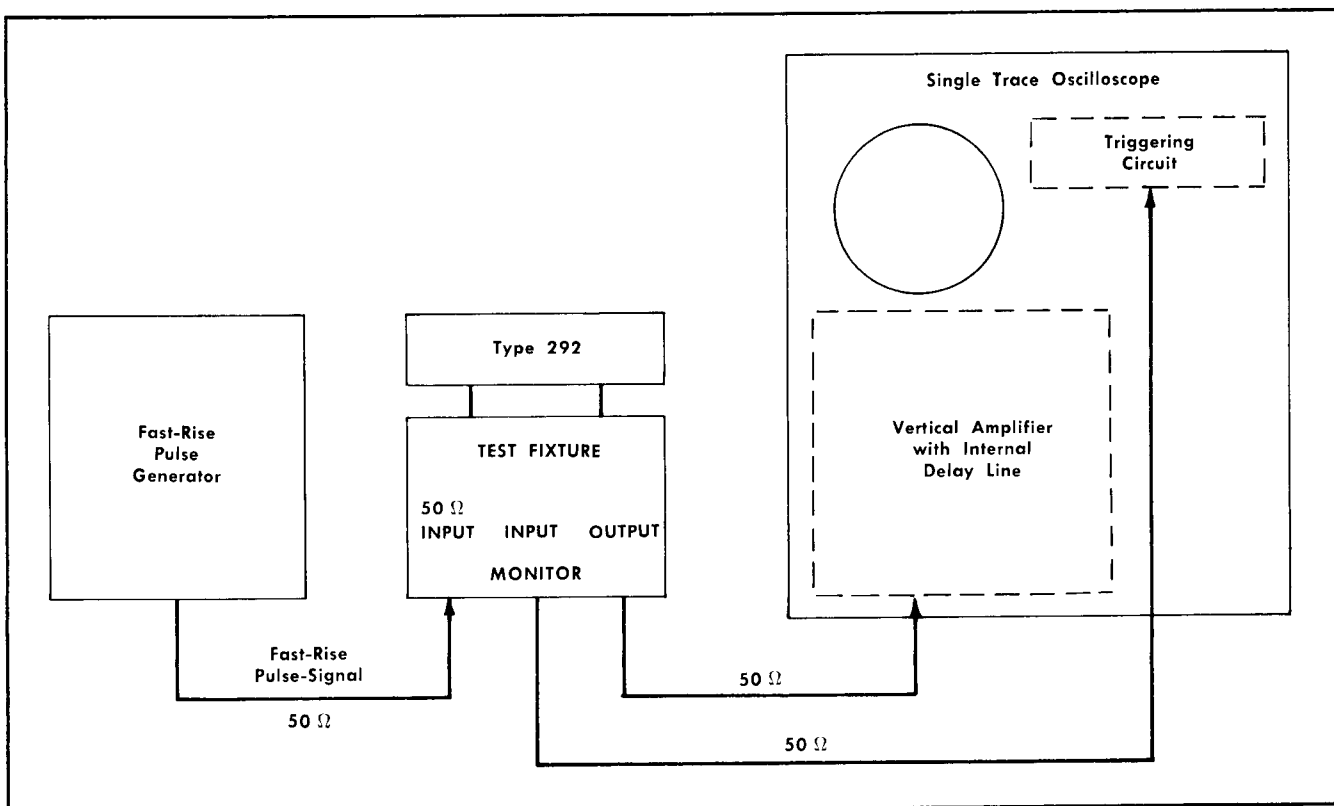 Single Trace Oscilloscope
Triggering
Circuit
Type 292
Fast-Rise
Pulse
Generator
TEST FIXTURE
50 Ω
INPUT INPUT OUTPUT
MONITOR
Vertical Amplifier
with Internal
Delay Line
Fast-Rise
Pulse-Signal
50 Ω
50 Ω
50 Ω